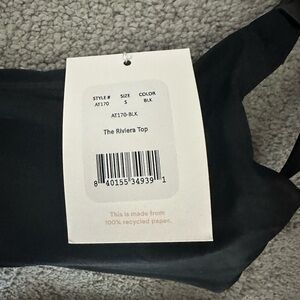 STYLE # SIZE COLOR
AT170 S BLK
AT170-BLK
The Riviera Top
8 40155 34939 1
This is made from
100% recycled paper.